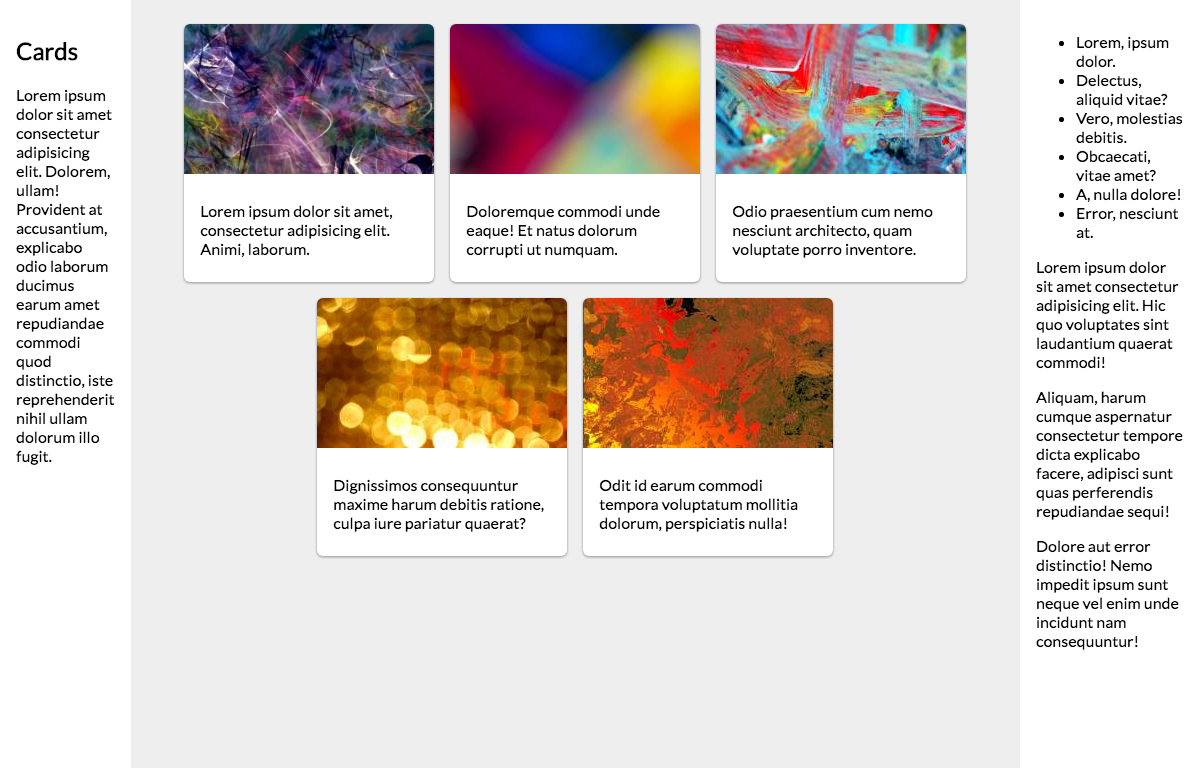 Cards
Lorem ipsum
dolor sit amet
consectetur
adipisicing
elit. Dolorem,
ullam!
Provident at
accusantium,
explicabo
odio laborum
ducimus
earum amet
repudiandae
commodi
quod
distinctio, iste
reprehenderit
nihil ullam
dolorum illo
fugit.
Lorem ipsum dolor sit amet,
consectetur adipisicing elit.
Animi, laborum.
Doloremque commodi unde
eaque! Et natus dolorum
corrupti ut numquam.
Odio praesentium cum nemo
nesciunt architecto, quam
voluptate porro inventore.
Dignissimos consequuntur
maxime harum debitis ratione,
culpa iure pariatur quaerat?
Odit id earum commodi
tempora voluptatum mollitia
dolorum, perspiciatis nulla!
• Lorem, ipsum
dolor.
• Delectus,
aliquid vitae?
• Vero, molestias
debitis.
• Obcaecati,
vitae amet?
• A, nulla dolore!
• Error, nesciunt
at.
Lorem ipsum dolor
sit amet consectetur
adipisicing elit. Hic
quo voluptates sint
laudantium quaerat
commodi!
Aliquam, harum
cumque aspernatur
consectetur tempore
dicta explicabo
facere, adipisci sunt
quas perferendis
repudiandae sequi!
Dolore aut error
distinctio! Nemo
impedit ipsum sunt
neque vel enim unde
incidunt nam
consequuntur!